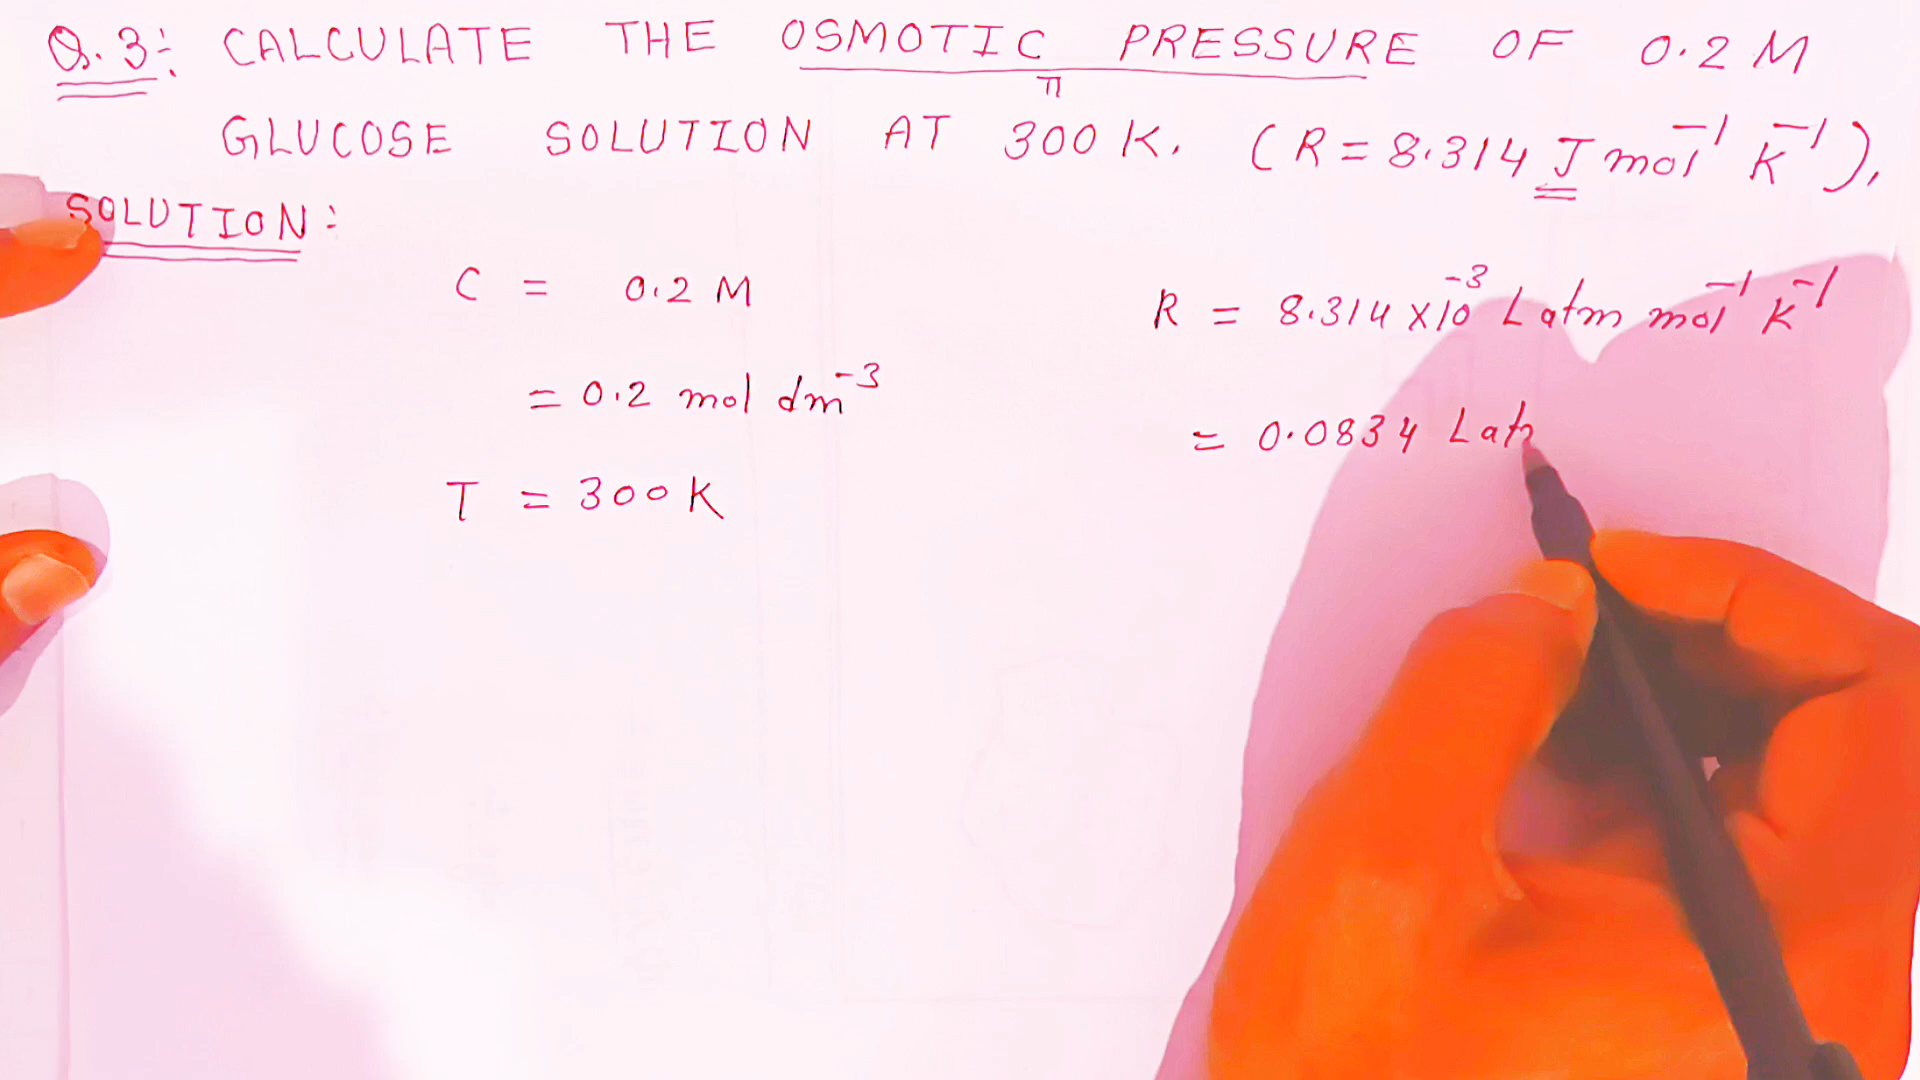 Q.3:- CALCULATE THE OSMOTIC PRESSURE OF 0.2 M
π
GLUCOSE SOLUTION AT 300 K. (R = 8.314 J mol⁻¹ K⁻¹).
SOLUTION:
C = 0.2 M
R = 8.314 × 10⁻³ L atm mol⁻¹ K⁻¹
= 0.2 mol dm⁻³
= 0.0834 L at
T = 300 K